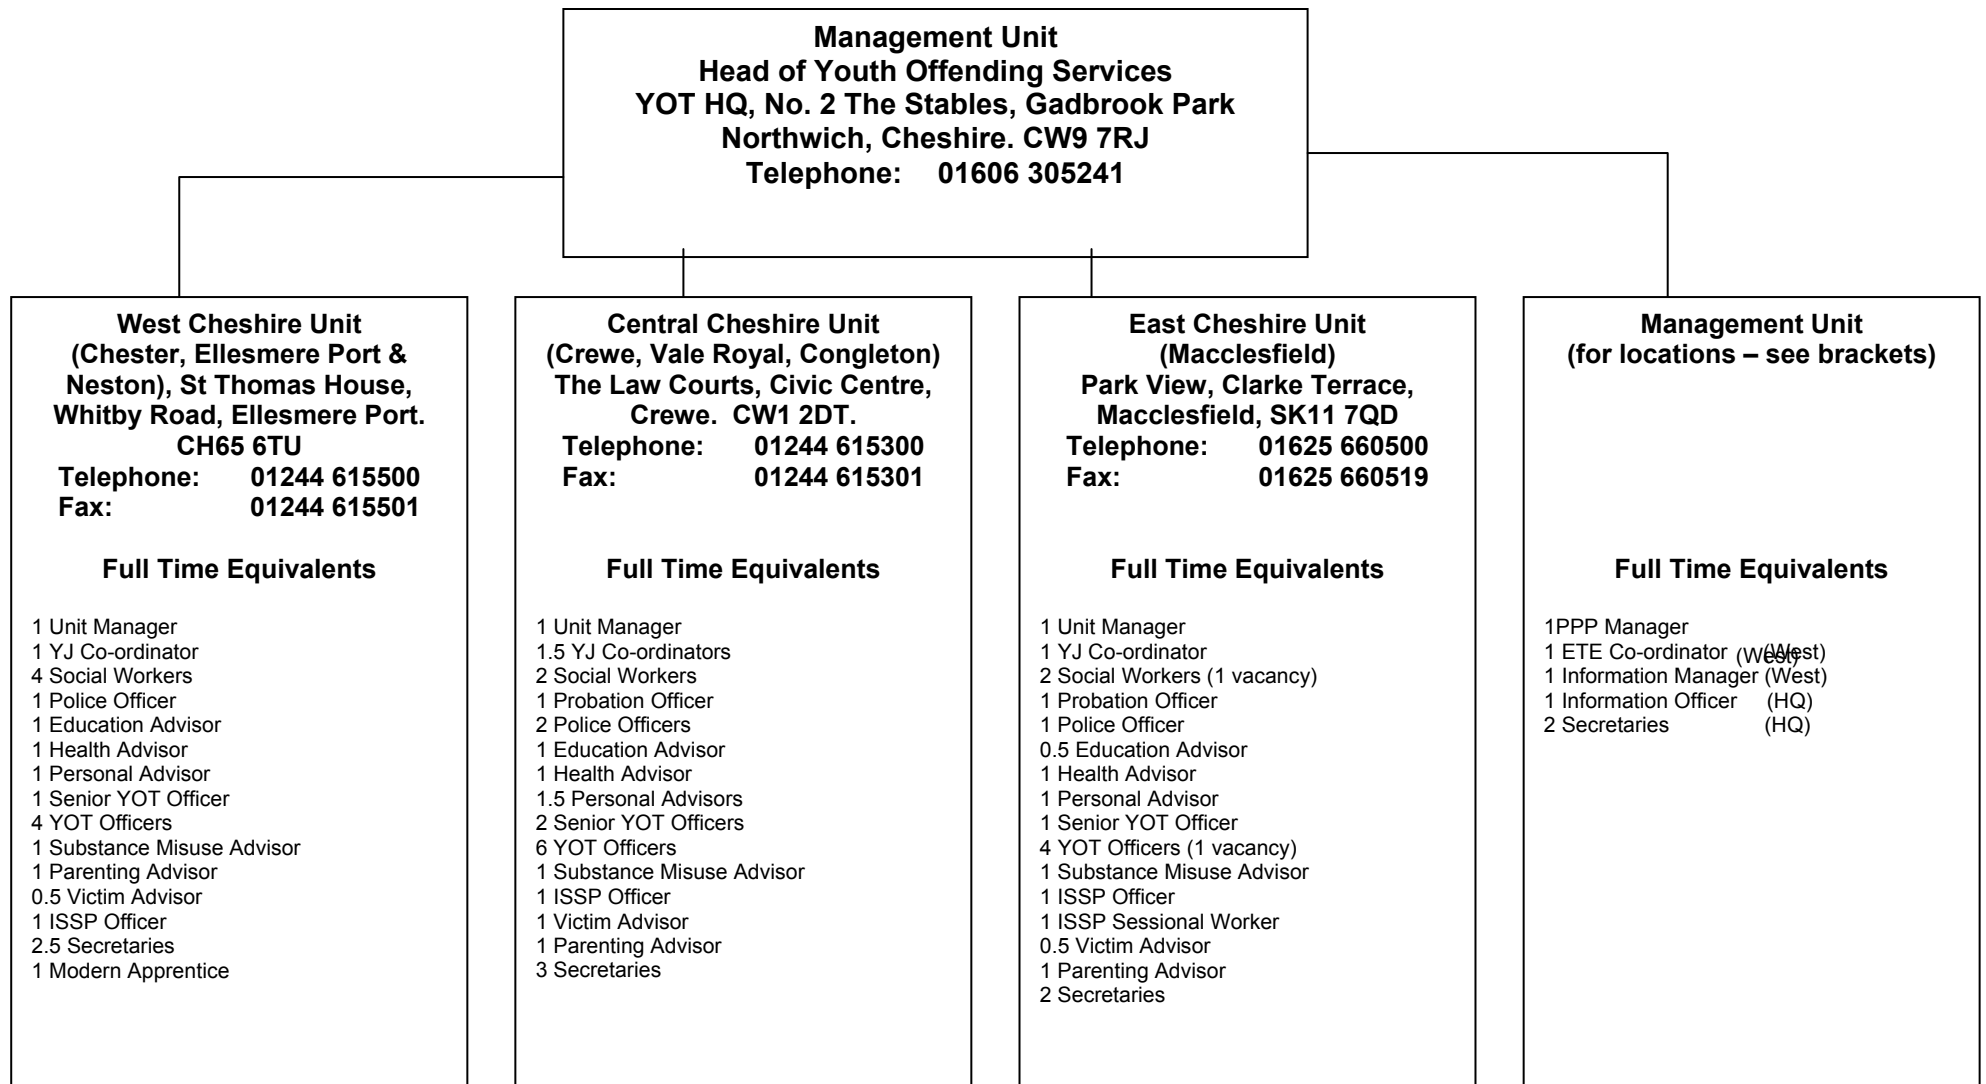 Management Unit
Head of Youth Offending Services
YOT HQ, No. 2 The Stables, Gadbrook Park
Northwich, Cheshire. CW9 7RJ
Telephone: 01606 305241
West Cheshire Unit
(Chester, Ellesmere Port &
Neston), St Thomas House,
Whitby Road, Ellesmere Port.
CH65 6TU
Telephone: 01244 615500
Fax: 01244 615501
Full Time Equivalents
1 Unit Manager
1 YJ Co-ordinator
4 Social Workers
1 Police Officer
1 Education Advisor
1 Health Advisor
1 Personal Advisor
1 Senior YOT Officer
4 YOT Officers
1 Substance Misuse Advisor
1 Parenting Advisor
0.5 Victim Advisor
1 ISSP Officer
2.5 Secretaries
1 Modern Apprentice
Central Cheshire Unit
(Crewe, Vale Royal, Congleton)
The Law Courts, Civic Centre,
Crewe. CW1 2DT.
Telephone: 01244 615300
Fax: 01244 615301
Full Time Equivalents
1 Unit Manager
1.5 YJ Co-ordinators
2 Social Workers
1 Probation Officer
2 Police Officers
1 Education Advisor
1 Health Advisor
1.5 Personal Advisors
2 Senior YOT Officers
6 YOT Officers
1 Substance Misuse Advisor
1 ISSP Officer
1 Victim Advisor
1 Parenting Advisor
3 Secretaries
East Cheshire Unit
(Macclesfield)
Park View, Clarke Terrace,
Macclesfield, SK11 7QD
Telephone: 01625 660500
Fax: 01625 660519
Full Time Equivalents
1 Unit Manager
1 YJ Co-ordinator
2 Social Workers (1 vacancy)
1 Probation Officer
1 Police Officer
0.5 Education Advisor
1 Health Advisor
1 Personal Advisor
1 Senior YOT Officer
4 YOT Officers (1 vacancy)
1 Substance Misuse Advisor
1 ISSP Officer
1 ISSP Sessional Worker
0.5 Victim Advisor
1 Parenting Advisor
2 Secretaries
Management Unit
(for locations – see brackets)
Full Time Equivalents
1PPP Manager
1 ETE Co-ordinator (West)
(West)
1 Information Manager (West)
1 Information Officer (HQ)
2 Secretaries (HQ)